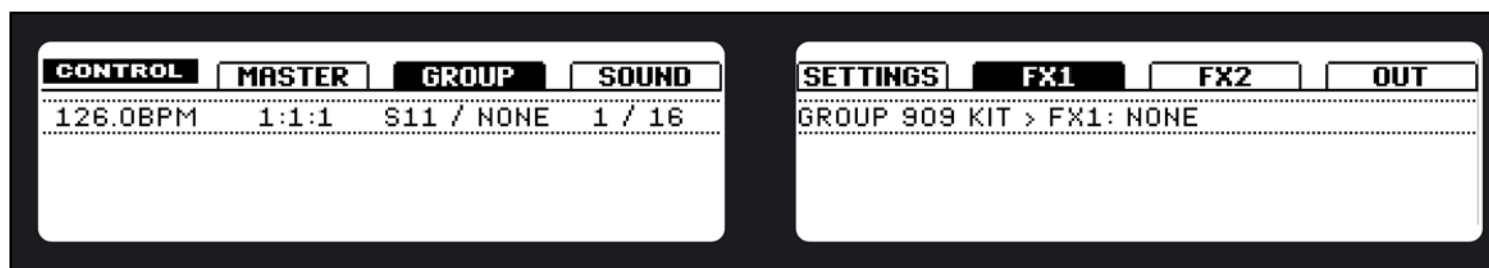 CONTROL MASTER GROUP SOUND
126.0BPM 1:1:1 S11 / NONE 1 / 16
SETTINGS FX1 FX2 OUT
GROUP 909 KIT > FX1: NONE